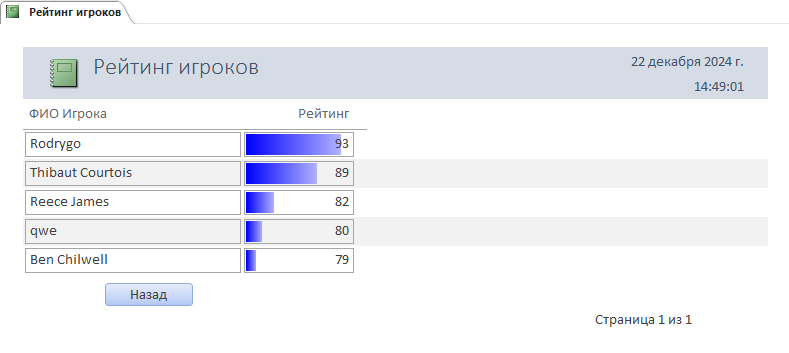 Рейтинг игроков
Рейтинг игроков
22 декабря 2024 г.
14:49:01
ФИО Игрока Рейтинг
Rodrygo 93
Thibaut Courtois 89
Reece James 82
qwe 80
Ben Chilwell 79
Назад
Страница 1 из 1